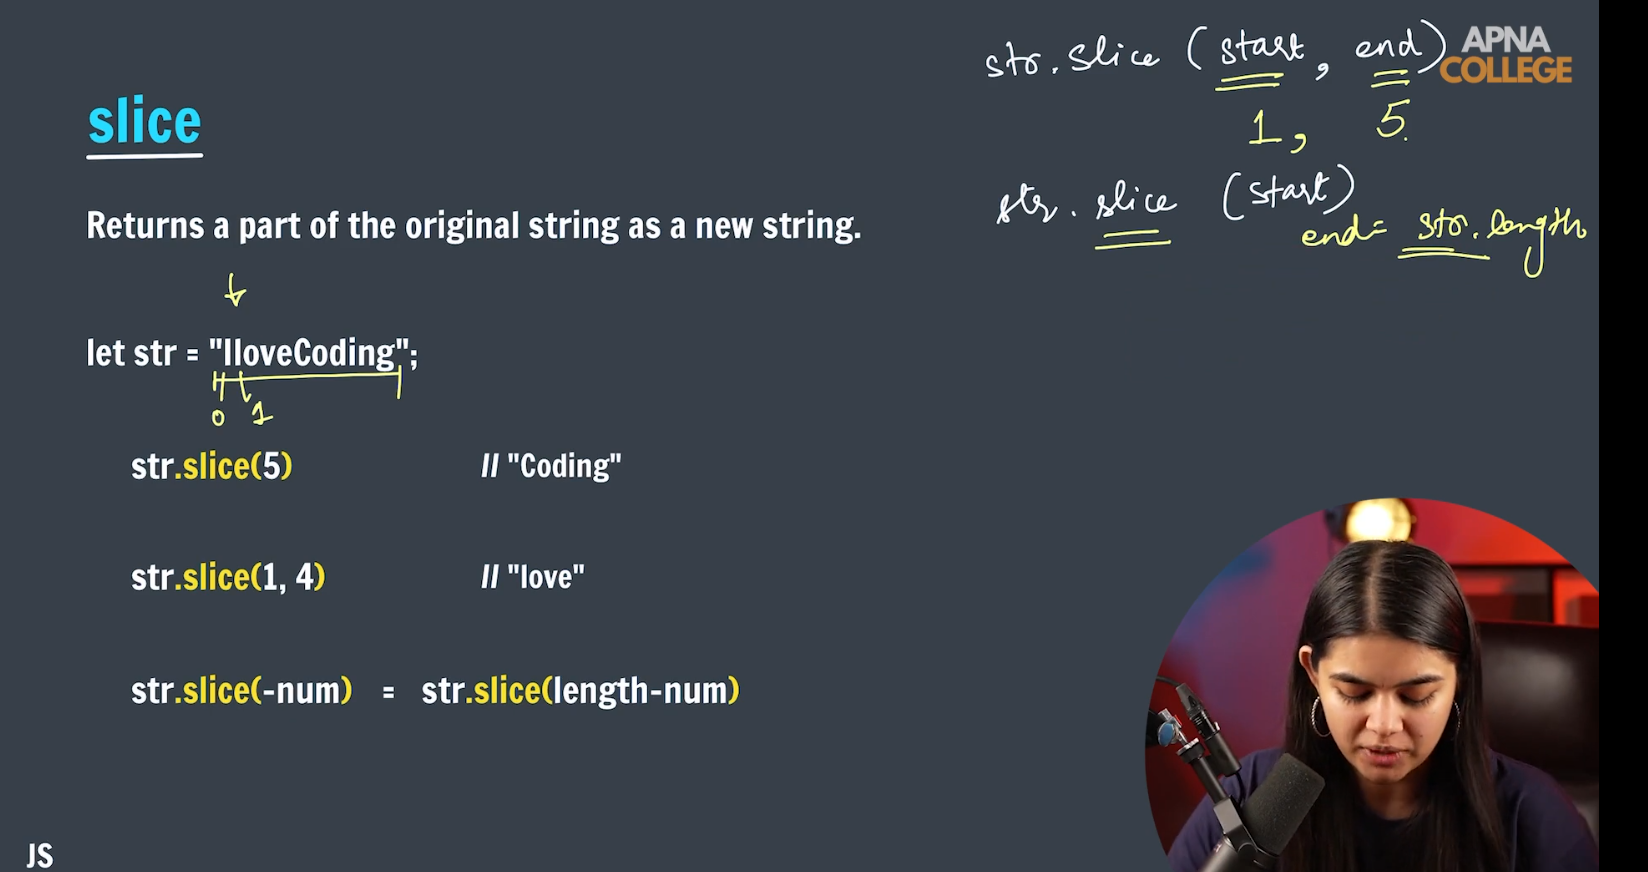 str.slice (start, end)
APNA
COLLEGE
1, 5
slice
str.slice (start)
end= str.length
Returns a part of the original string as a new string.
let str = "IloveCoding";
0 1
str.slice(5) // "Coding"
str.slice(1, 4) // "love"
str.slice(-num) = str.slice(length-num)
JS